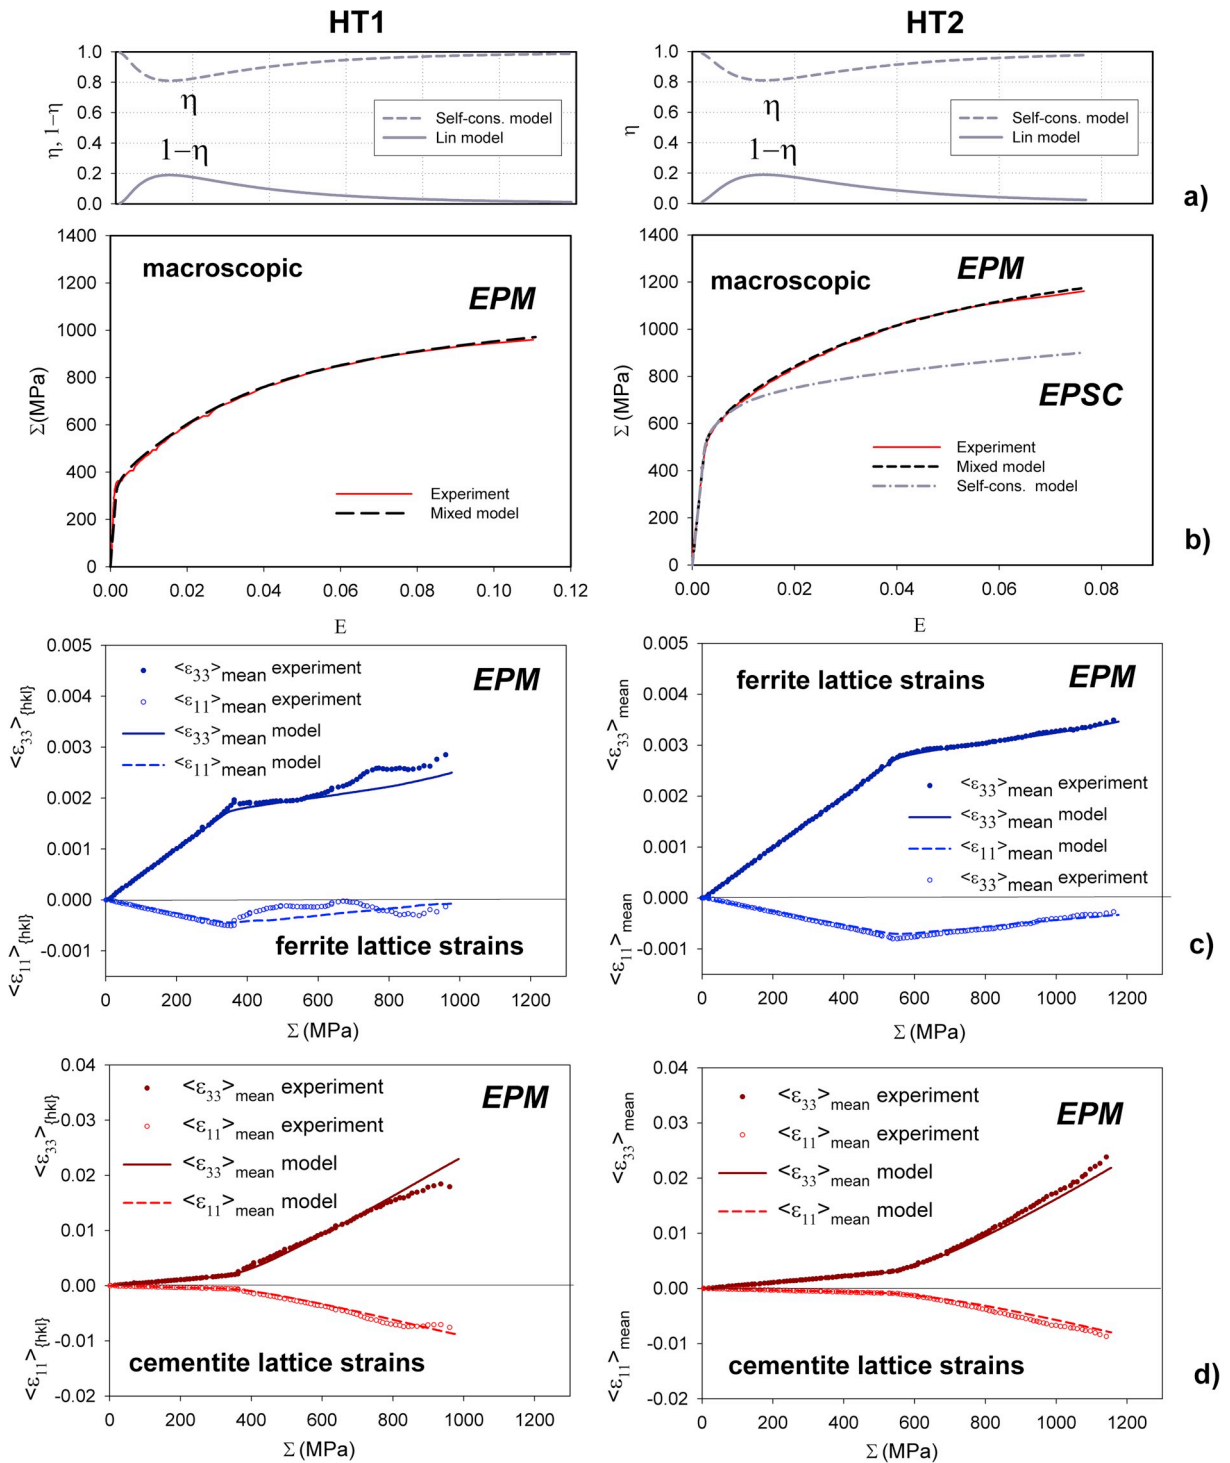 HT1
HT2
1.0
0.8
0.6
0.4
0.2
0.0
η, 1−η
η
1−η
Self-cons. model
Lin model
1.0
0.8
0.6
0.4
0.2
0.0
η
η
1−η
Self-cons. model
Lin model
a)
1400
1200
1000
800
600
400
200
0
Σ(MPa)
macroscopic
EPM
Experiment
Mixed model
0.00 0.02 0.04 0.06 0.08 0.10 0.12
E
1400
1200
1000
800
600
400
200
0
Σ (MPa)
macroscopic
EPM
EPSC
Experiment
Mixed model
Self-cons. model
0.00 0.02 0.04 0.06 0.08
E
b)
0.005
0.004
0.003
0.002
0.001
0.000
-0.001
<ε33>{hkl}
<ε11>{hkl}
<ε33>mean experiment
<ε11>mean experiment
<ε33>mean model
<ε11>mean model
EPM
ferrite lattice strains
0 200 400 600 800 1000 1200
Σ (MPa)
0.005
0.004
0.003
0.002
0.001
0.000
-0.001
<ε33>mean
<ε11>mean
ferrite lattice strains
EPM
<ε33>mean experiment
<ε33>mean model
<ε11>mean model
<ε33>mean experiment
0 200 400 600 800 1000 1200
Σ (MPa)
c)
0.04
0.03
0.02
0.01
0.00
-0.01
-0.02
<ε33>{hkl}
<ε11>{hkl}
<ε33>mean experiment
<ε11>mean experiment
<ε33>mean model
<ε11>mean model
EPM
cementite lattice strains
0 200 400 600 800 1000 1200
Σ (MPa)
0.04
0.03
0.02
0.01
0.00
-0.01
-0.02
<ε33>mean
<ε11>mean
<ε33>mean experiment
<ε11>mean experiment
<ε33>mean model
<ε11>mean model
EPM
cementite lattice strains
0 200 400 600 800 1000 1200
Σ (MPa)
d)